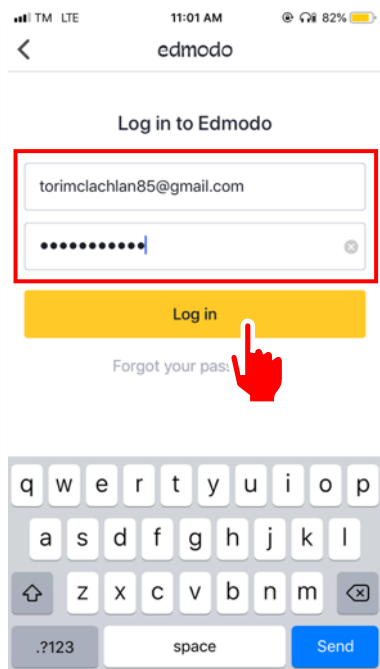 TM LTE 11:01 AM 82%
edmodo
Log in to Edmodo
torimclachlan85@gmail.com
•••••••••••
Log in
Forgot your pas
q w e r t y u i o p
a s d f g h j k l
z x c v b n m
.?123 space Send